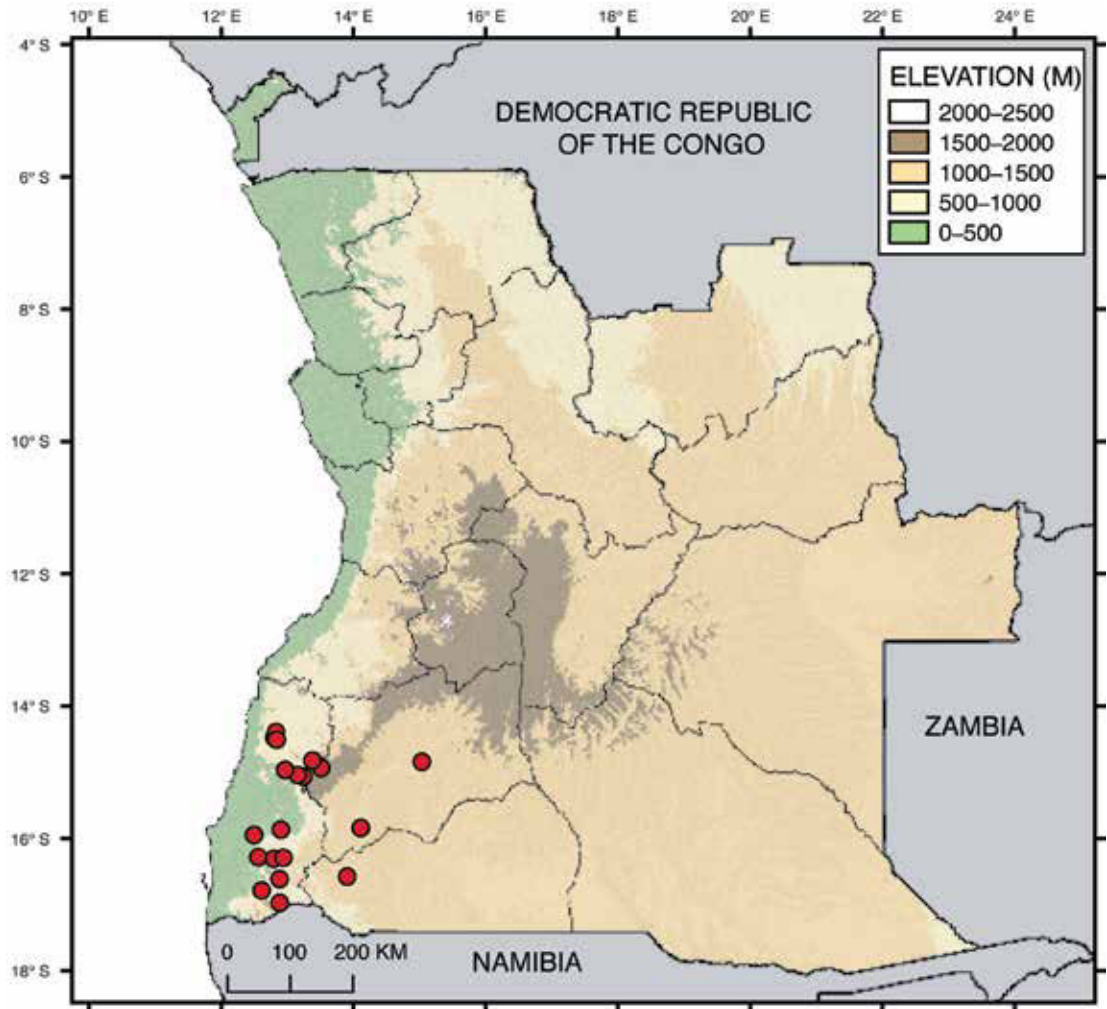 10° E 12° E 14° E 16° E 18° E 20° E 22° E 24° E
4° S
ELEVATION (M)
2000–2500
1500–2000
1000–1500
500–1000
0–500
DEMOCRATIC REPUBLIC
OF THE CONGO
6° S
8° S
10° S
12° S
14° S
ZAMBIA
16° S
0 100 200 KM
NAMIBIA
18° S